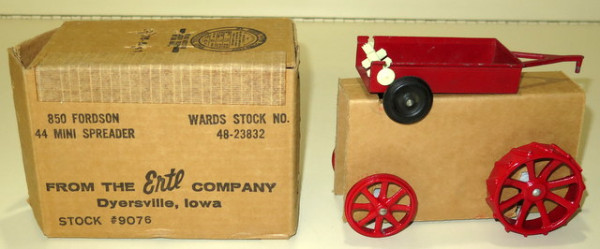 850 FORDSON WARDS STOCK NO.
44 MINI SPREADER 48-23832
FROM THE Ertl COMPANY
Dyersville, Iowa
STOCK #9076